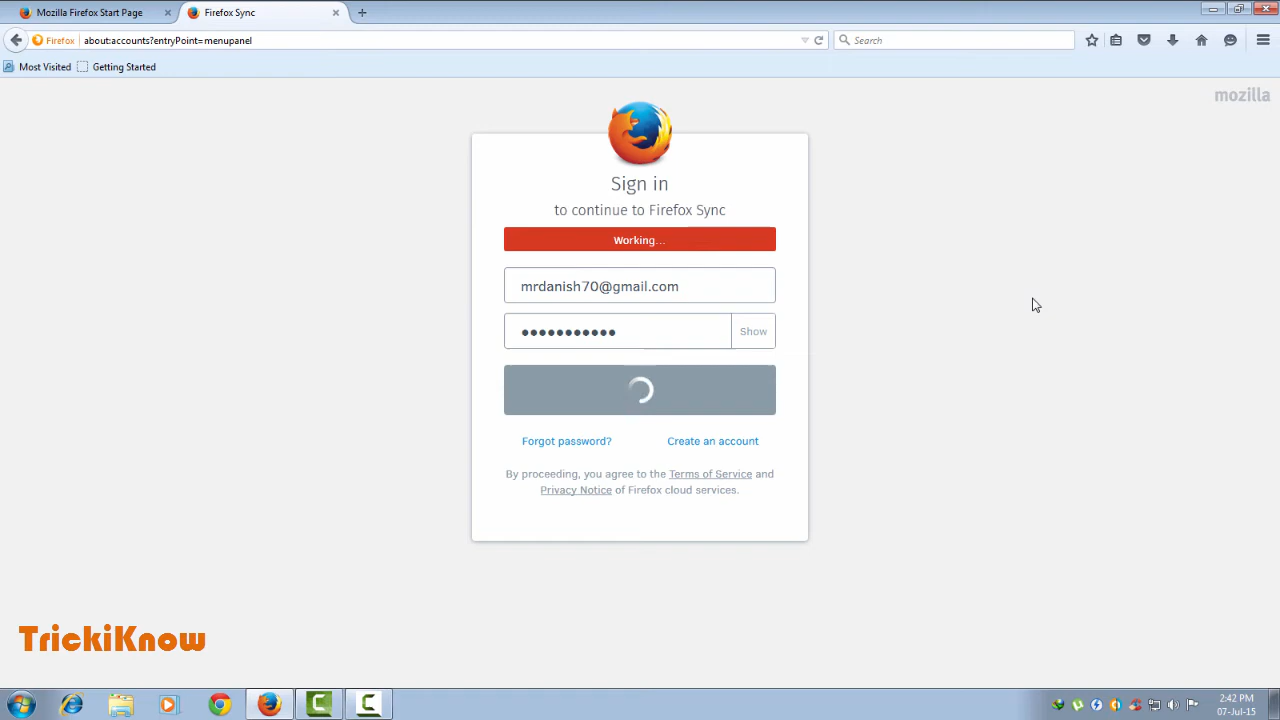 Mozilla Firefox Start Page
Firefox Sync
Firefox
about:accounts?entryPoint=menupanel
Search
Most Visited
Getting Started
mozilla
Sign in
to continue to Firefox Sync
Working...
mrdanish70@gmail.com
Show
Forgot password?
Create an account
By proceeding, you agree to the Terms of Service and
Privacy Notice of Firefox cloud services.
TrickiKnow
2:42 PM
07-Jul-15